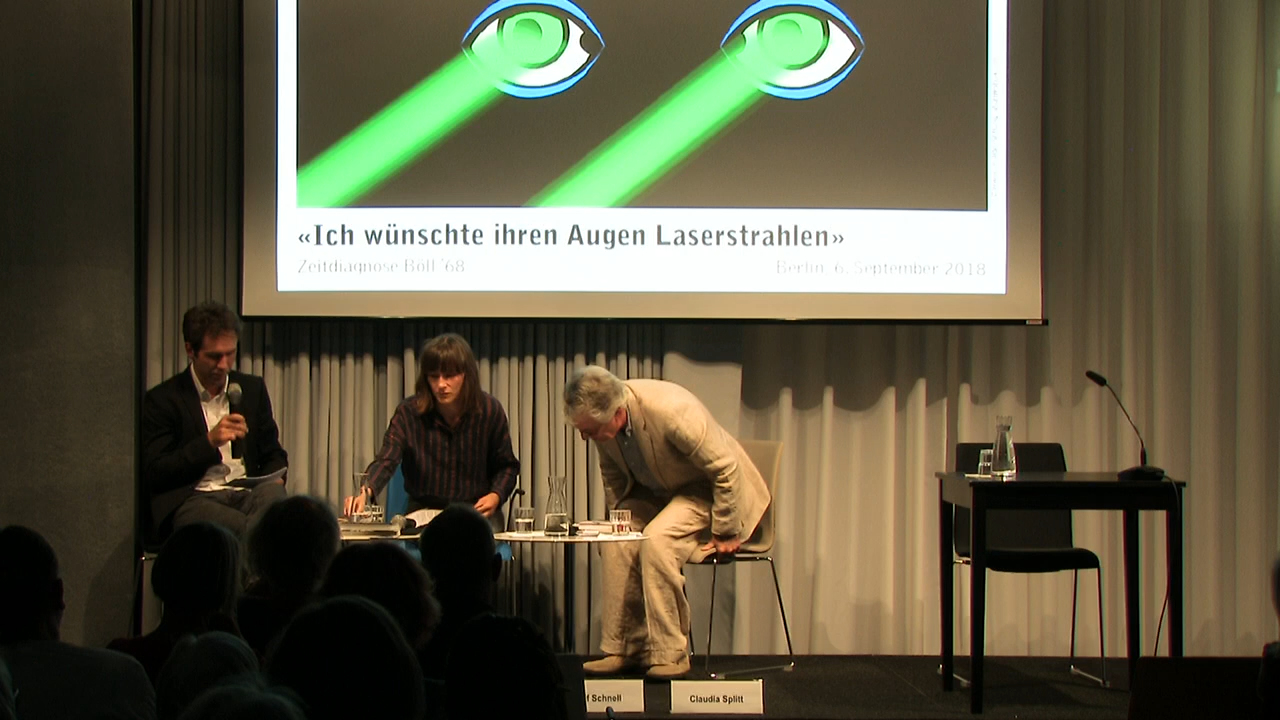 «Ich wünschte ihren Augen Laserstrahlen»
Zeitdiagnose Böll '68
Berlin, 6. September 2018
f Schnell
Claudia Splitt